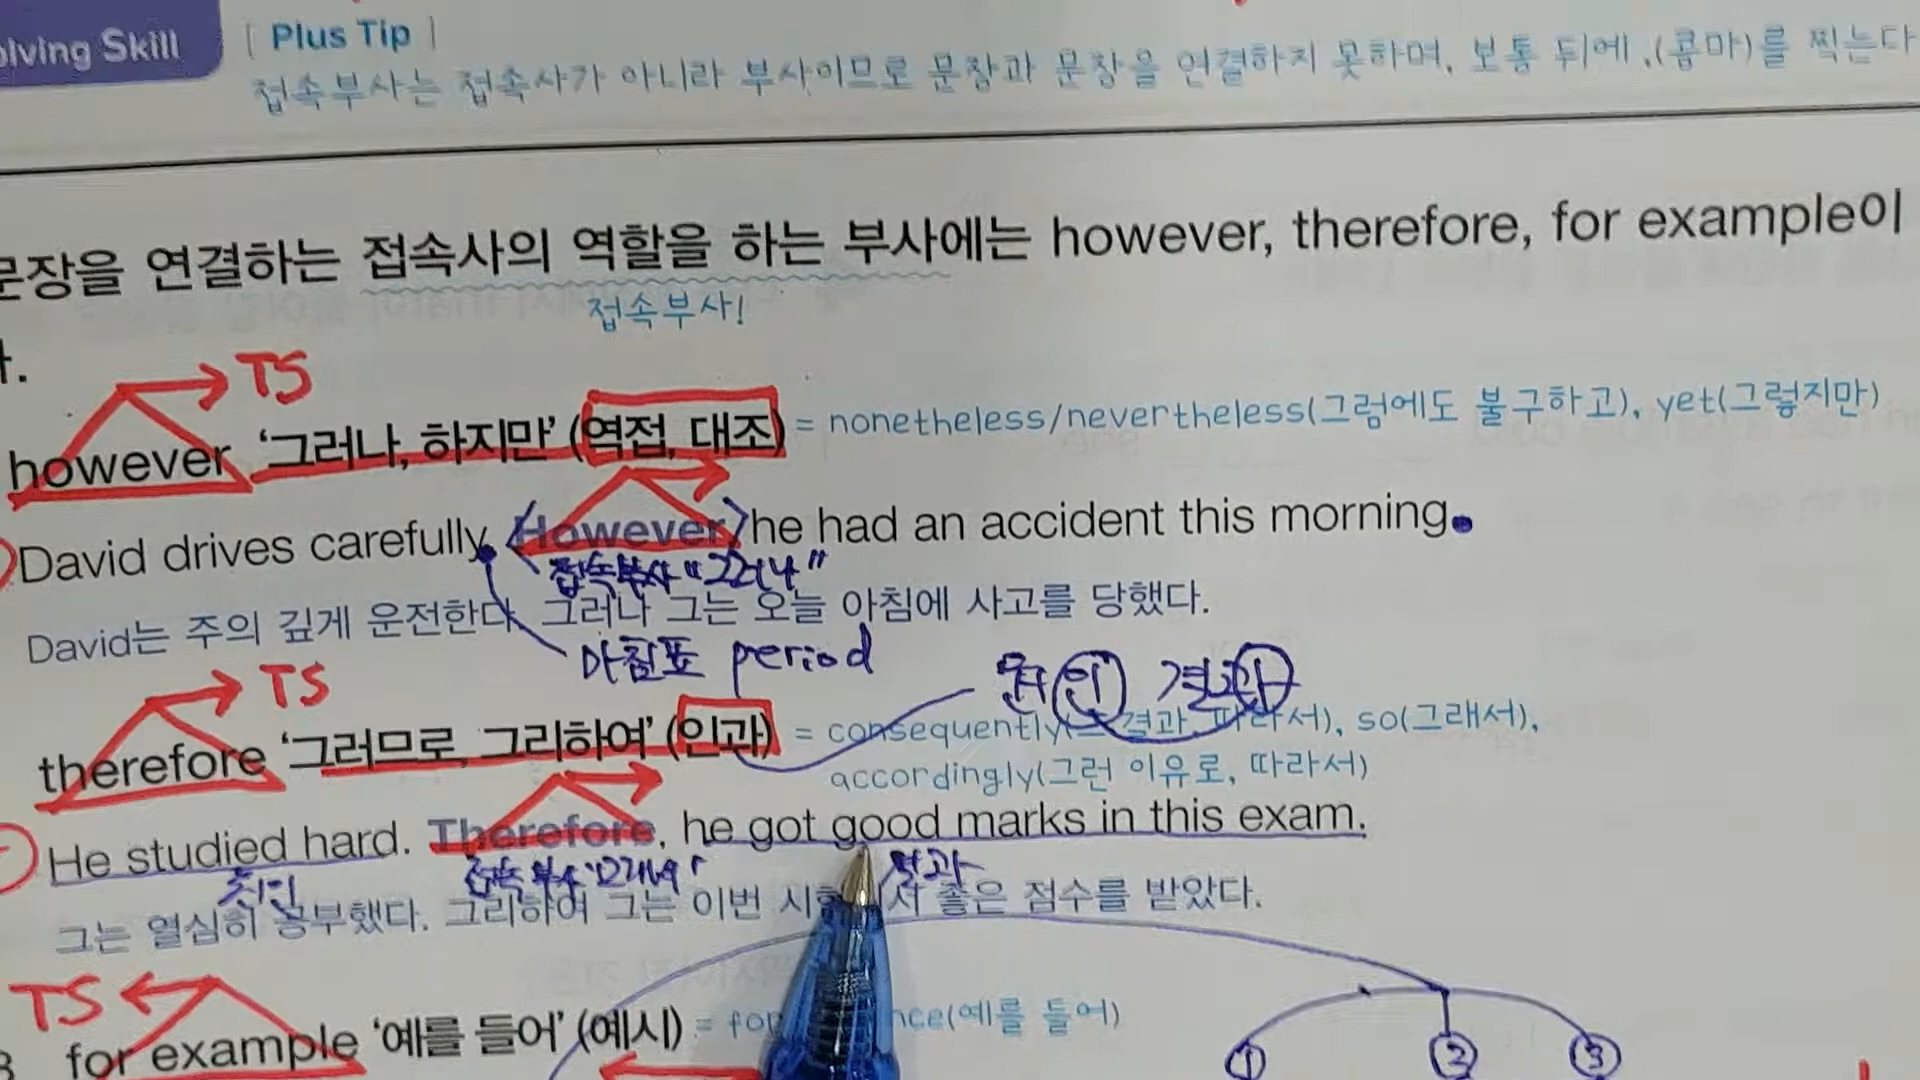 olving Skill
Plus Tip
접속부사는 접속사가 아니라 부사이므로 문장과 문장을 연결하지 못하며, 보통 뒤에 ,(콤마)를 찍는다
문장을 연결하는 접속사의 역할을 하는 부사에는 however, therefore, for example이
접속부사!
TS
however '그러나, 하지만' (역접, 대조) = nonetheless/nevertheless(그럼에도 불구하고), yet(그렇지만)
David drives carefully. However, he had an accident this morning.
접속부사 "그러나"
David는 주의 깊게 운전한다. 그러나 그는 오늘 아침에 사고를 당했다.
마침표 period
원인 결과
TS
therefore '그러므로, 그리하여' (인과) = consequently( 결과 따라서), so(그래서),
accordingly(그런 이유로, 따라서)
He studied hard. Therefore, he got good marks in this exam.
원인 접속부사 결과
그는 열심히 공부했다. 그리하여 그는 이번 시험에서 좋은 점수를 받았다.
TS
for example '예를 들어' (예시) = for nce(예를 들어)
① ② ③